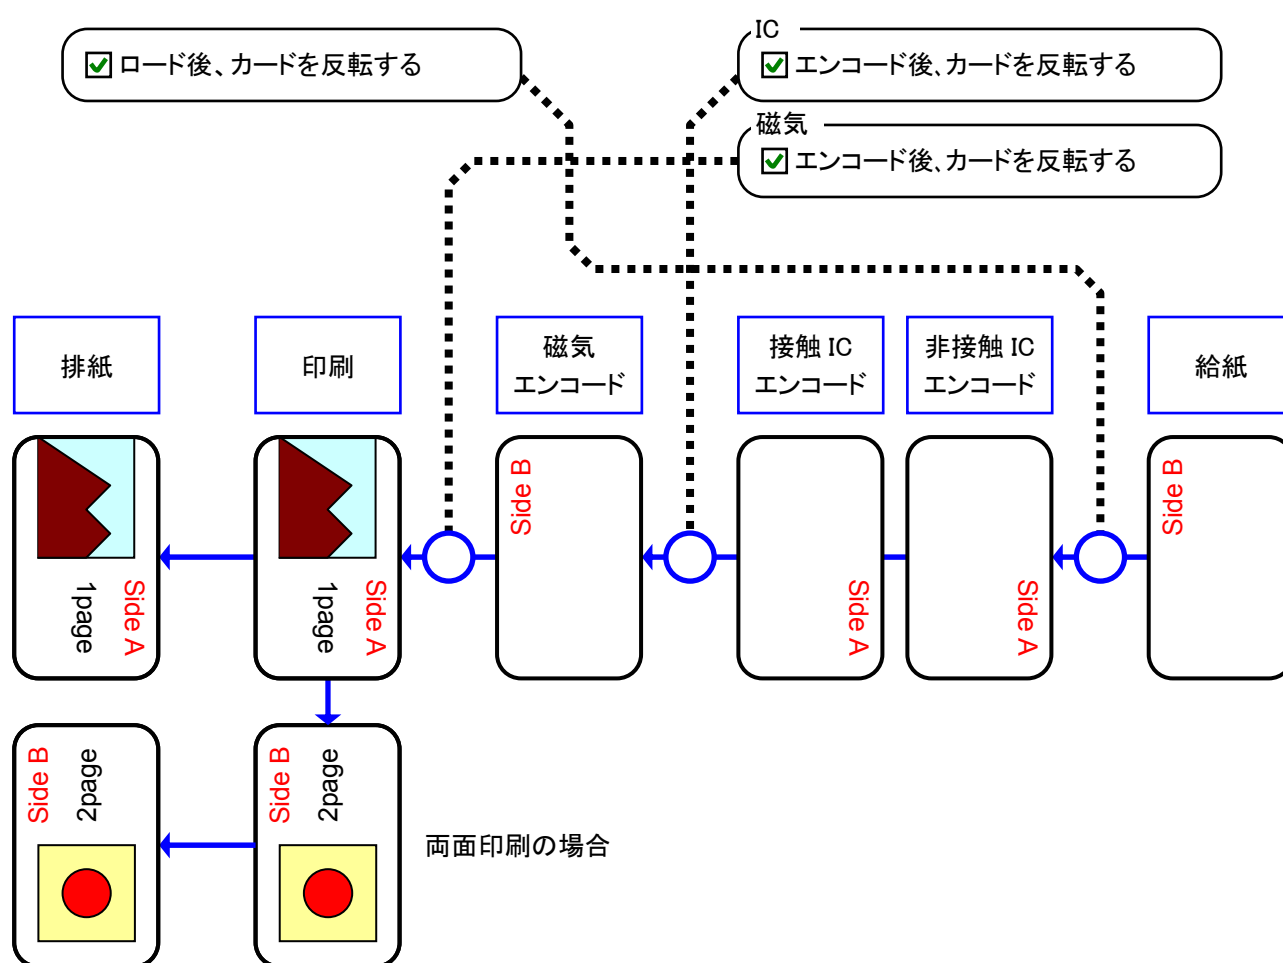 ロード後、カードを反転する
IC
エンコード後、カードを反転する
磁気
エンコード後、カードを反転する
排紙
印刷
磁気
エンコード
接触 IC
エンコード
非接触 IC
エンコード
給紙
Side A
1page
Side A
1page
Side B
Side A
Side A
Side B
Side B
2page
Side B
2page
両面印刷の場合